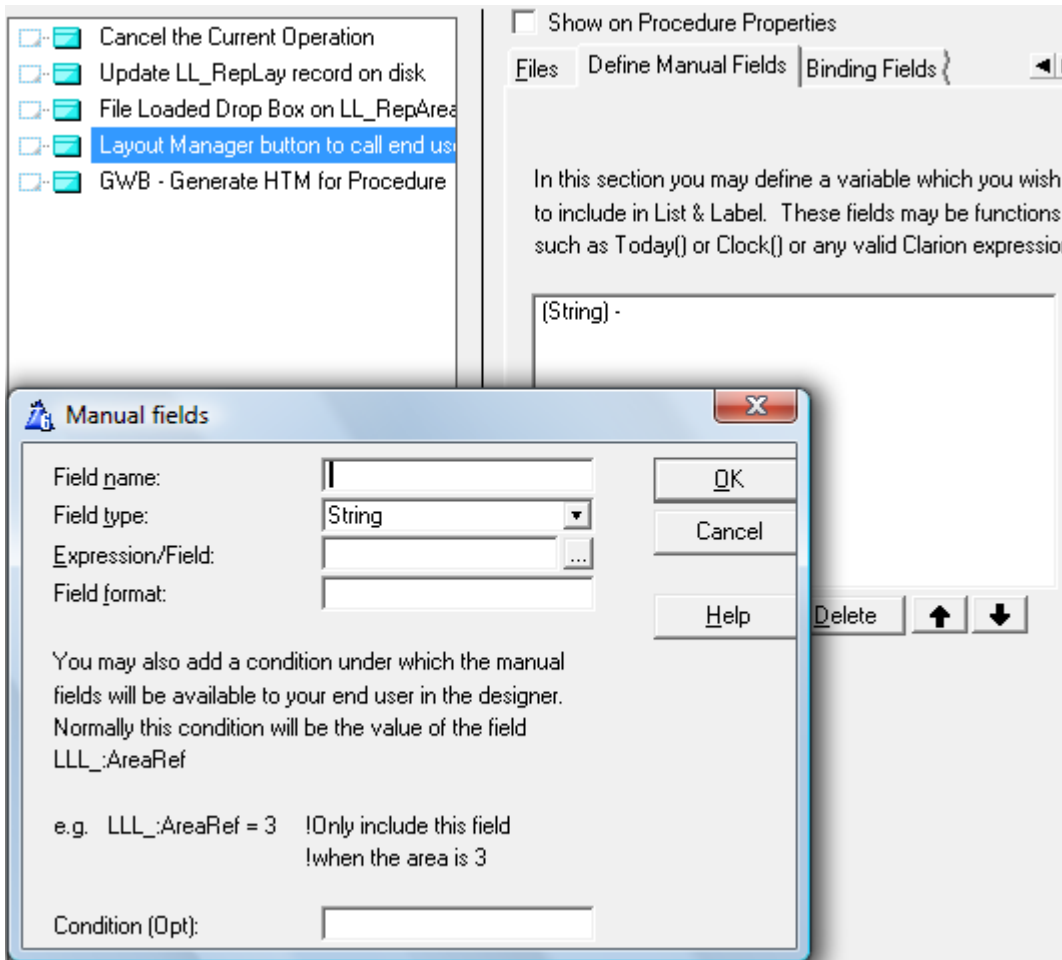 Cancel the Current Operation
Update LL_RepLay record on disk
File Loaded Drop Box on LL_RepArea
Layout Manager button to call end us
GWB - Generate HTM for Procedure
Show on Procedure Properties
Files
Define Manual Fields
Binding Fields
In this section you may define a variable which you wish
to include in List & Label. These fields may be functions
such as Today() or Clock() or any valid Clarion expressio
(String) -
Delete
Manual fields
Field name:
Field type:
String
Expression/Field:
...
Field format:
OK
Cancel
Help
You may also add a condition under which the manual
fields will be available to your end user in the designer.
Normally this condition will be the value of the field
LLL_:AreaRef
e.g. LLL_:AreaRef = 3 !Only include this field
!when the area is 3
Condition (Opt):